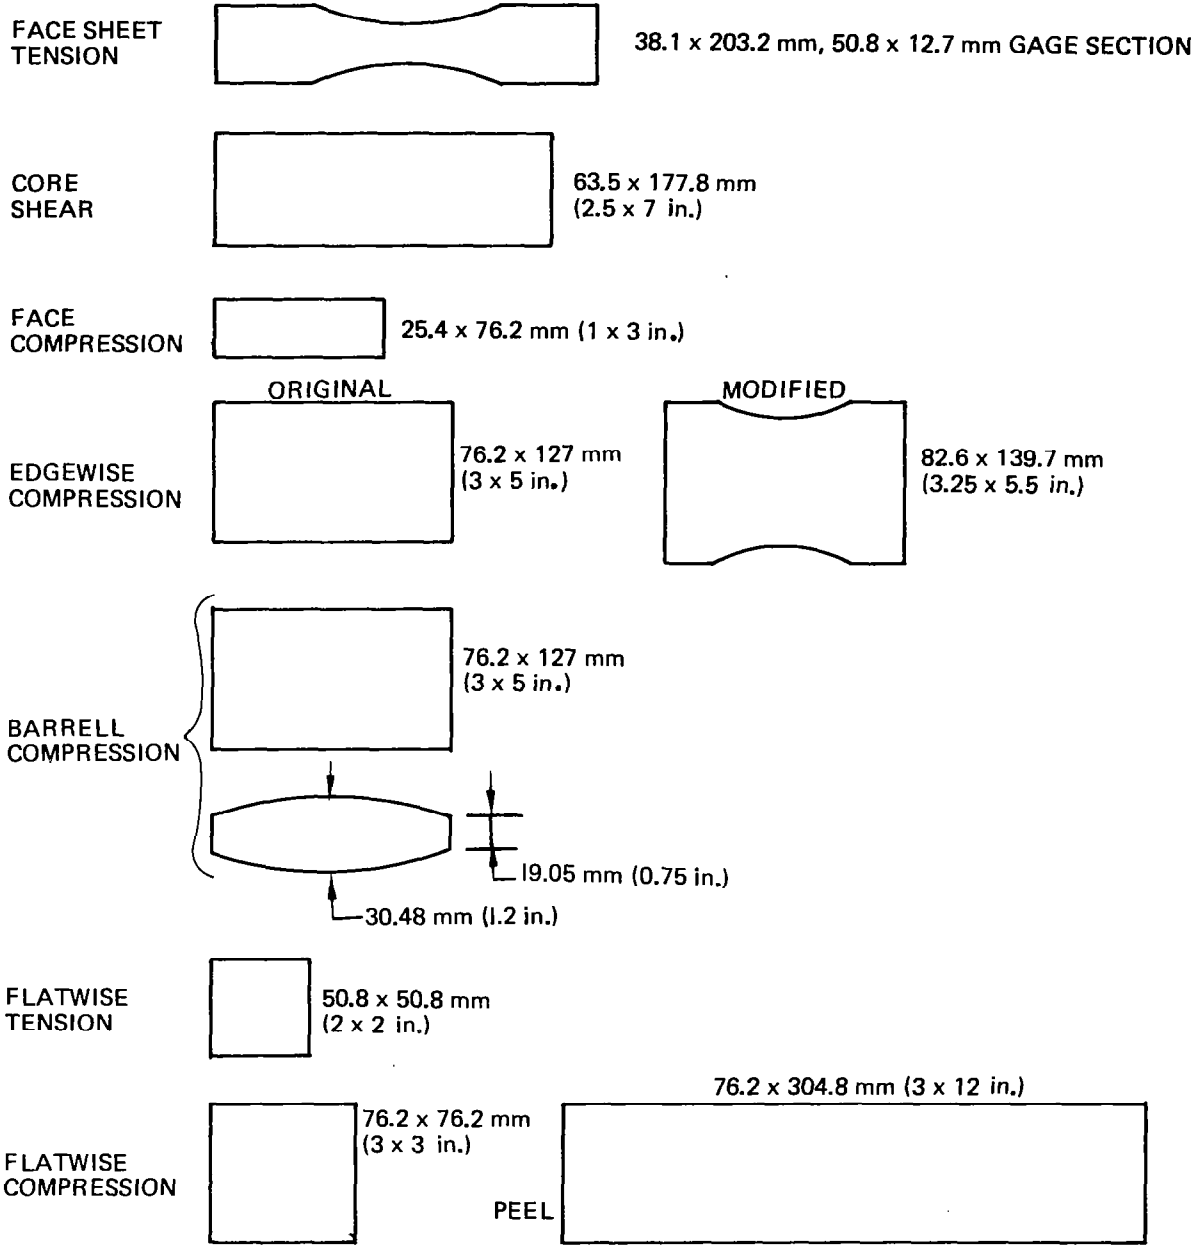 FACE SHEET
TENSION
38.1 x 203.2 mm, 50.8 x 12.7 mm GAGE SECTION
CORE
SHEAR
63.5 x 177.8 mm
(2.5 x 7 in.)
FACE
COMPRESSION
25.4 x 76.2 mm (1 x 3 in.)
ORIGINAL
MODIFIED
EDGEWISE
COMPRESSION
76.2 x 127 mm
(3 x 5 in.)
82.6 x 139.7 mm
(3.25 x 5.5 in.)
BARRELL
COMPRESSION
76.2 x 127 mm
(3 x 5 in.)
19.05 mm (0.75 in.)
30.48 mm (1.2 in.)
FLATWISE
TENSION
50.8 x 50.8 mm
(2 x 2 in.)
FLATWISE
COMPRESSION
76.2 x 76.2 mm
(3 x 3 in.)
76.2 x 304.8 mm (3 x 12 in.)
PEEL